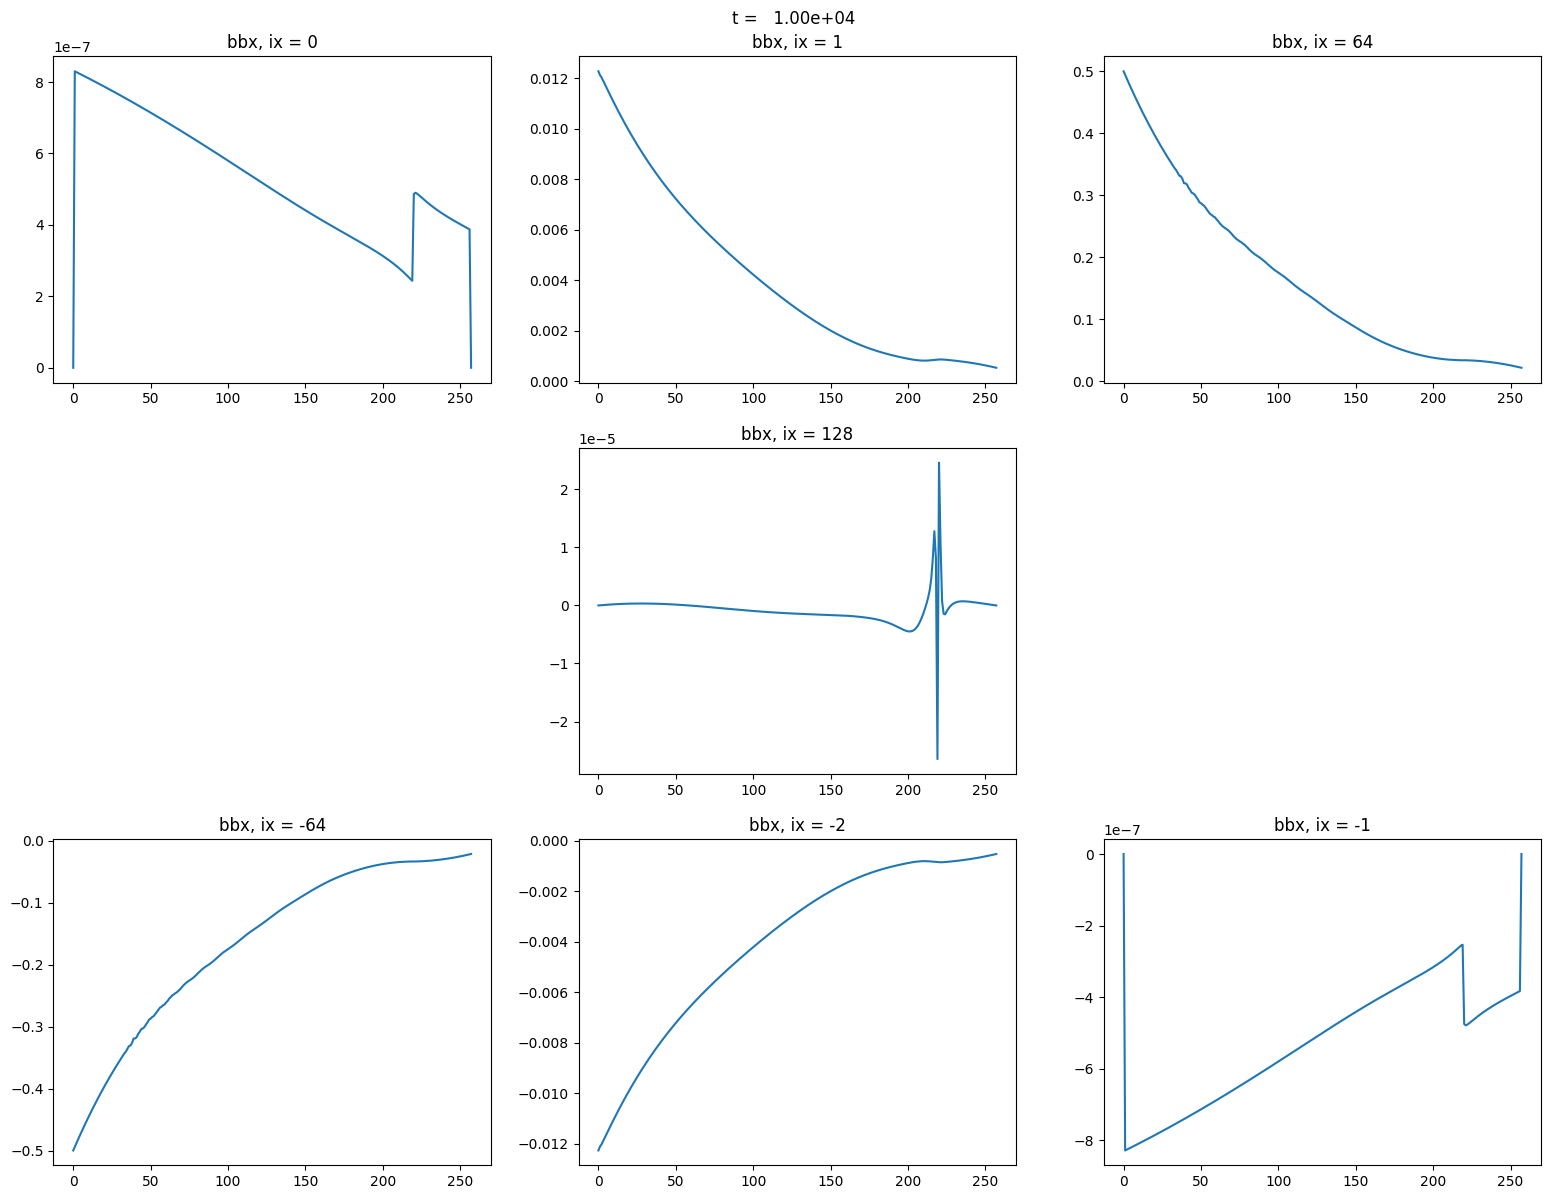 t =   1.00e+04
bbx, ix = 0
bbx, ix = 1
bbx, ix = 64
1e−7
8
6
4
2
0
0 50 100 150 200 250
0.012
0.010
0.008
0.006
0.004
0.002
0.000
0 50 100 150 200 250
0.5
0.4
0.3
0.2
0.1
0.0
0 50 100 150 200 250
bbx, ix = 128
1e−5
2
1
0
−1
−2
0 50 100 150 200 250
bbx, ix = -64
bbx, ix = -2
bbx, ix = -1
0.0
−0.1
−0.2
−0.3
−0.4
−0.5
0 50 100 150 200 250
0.000
−0.002
−0.004
−0.006
−0.008
−0.010
−0.012
0 50 100 150 200 250
1e−7
0
−2
−4
−6
−8
0 50 100 150 200 250